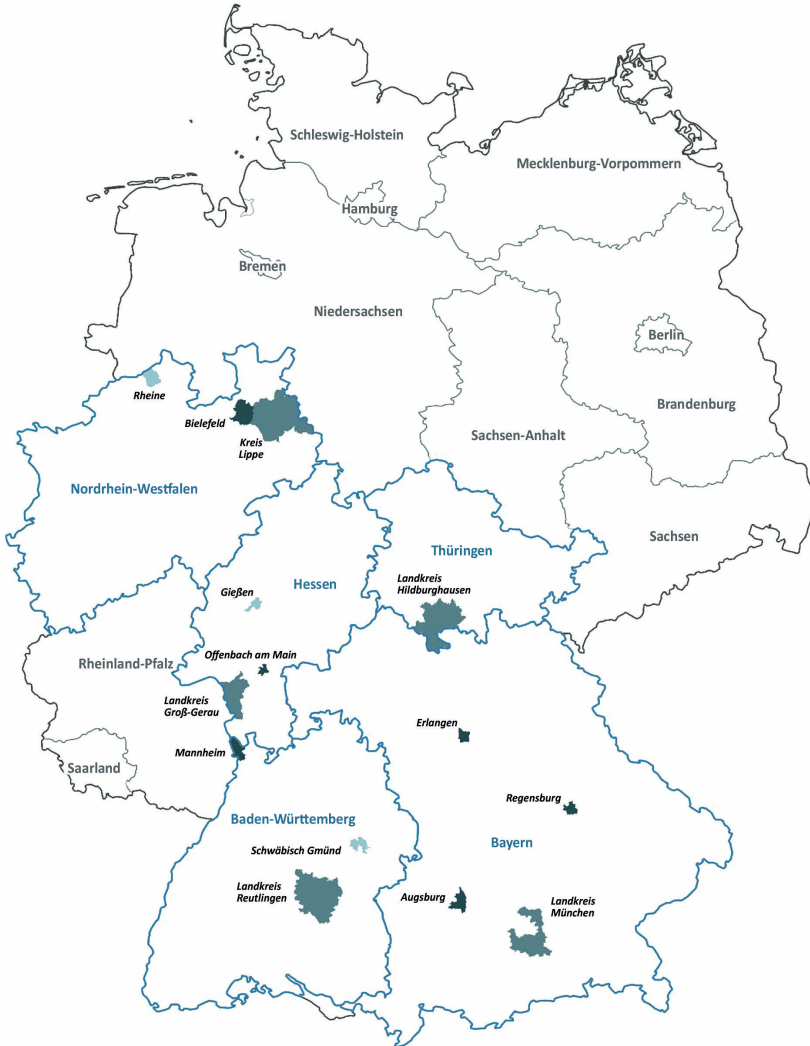 Schleswig-Holstein
Mecklenburg-Vorpommern
Hamburg
Bremen
Niedersachsen
Berlin
Rheine
Brandenburg
Bielefeld
Kreis
Lippe
Sachsen-Anhalt
Nordrhein-Westfalen
Sachsen
Thüringen
Landkreis
Hildburghausen
Hessen
Gießen
Offenbach am Main
Rheinland-Pfalz
Landkreis
Groß-Gerau
Erlangen
Mannheim
Saarland
Regensburg
Baden-Württemberg
Bayern
Schwäbisch Gmünd
Landkreis
Reutlingen
Augsburg
Landkreis
München